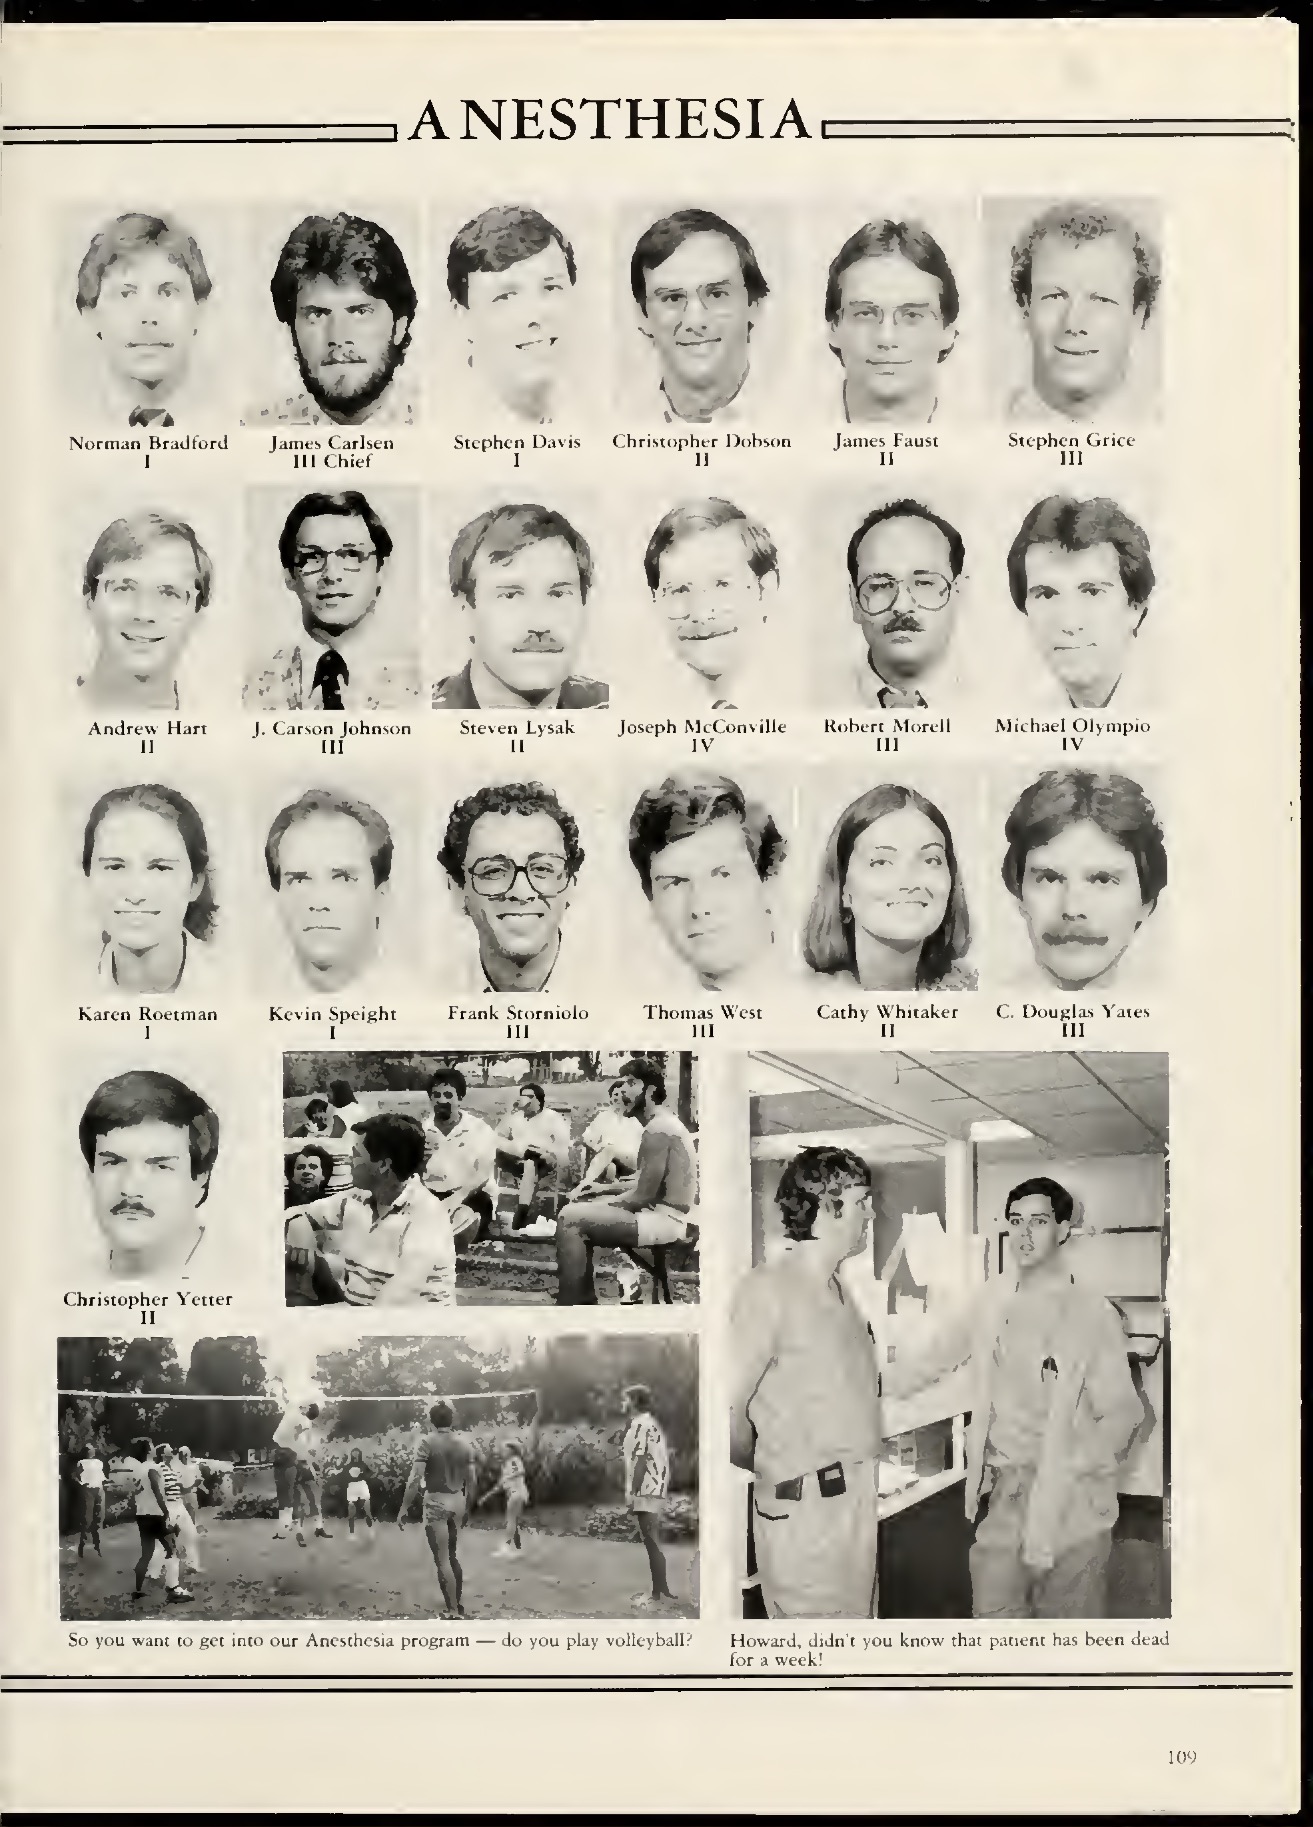 ANESTHESIA
Norman Bradford
I
James Carlsen
III Chief
Stephen Davis
I
Christopher Dobson
II
James Faust
II
Stephen Grice
III
Andrew Hart
II
J. Carson Johnson
III
Steven Lysak
II
Joseph McConville
IV
Robert Morell
III
Michael Olympio
IV
Karen Roetman
I
Kevin Speight
I
Frank Storniolo
III
Thomas West
III
Cathy Whitaker
II
C. Douglas Yates
III
Christopher Yetter
II
So you want to get into our Anesthesia program — do you play volleyball?
Howard, didn't you know that patient has been dead
for a week!
109